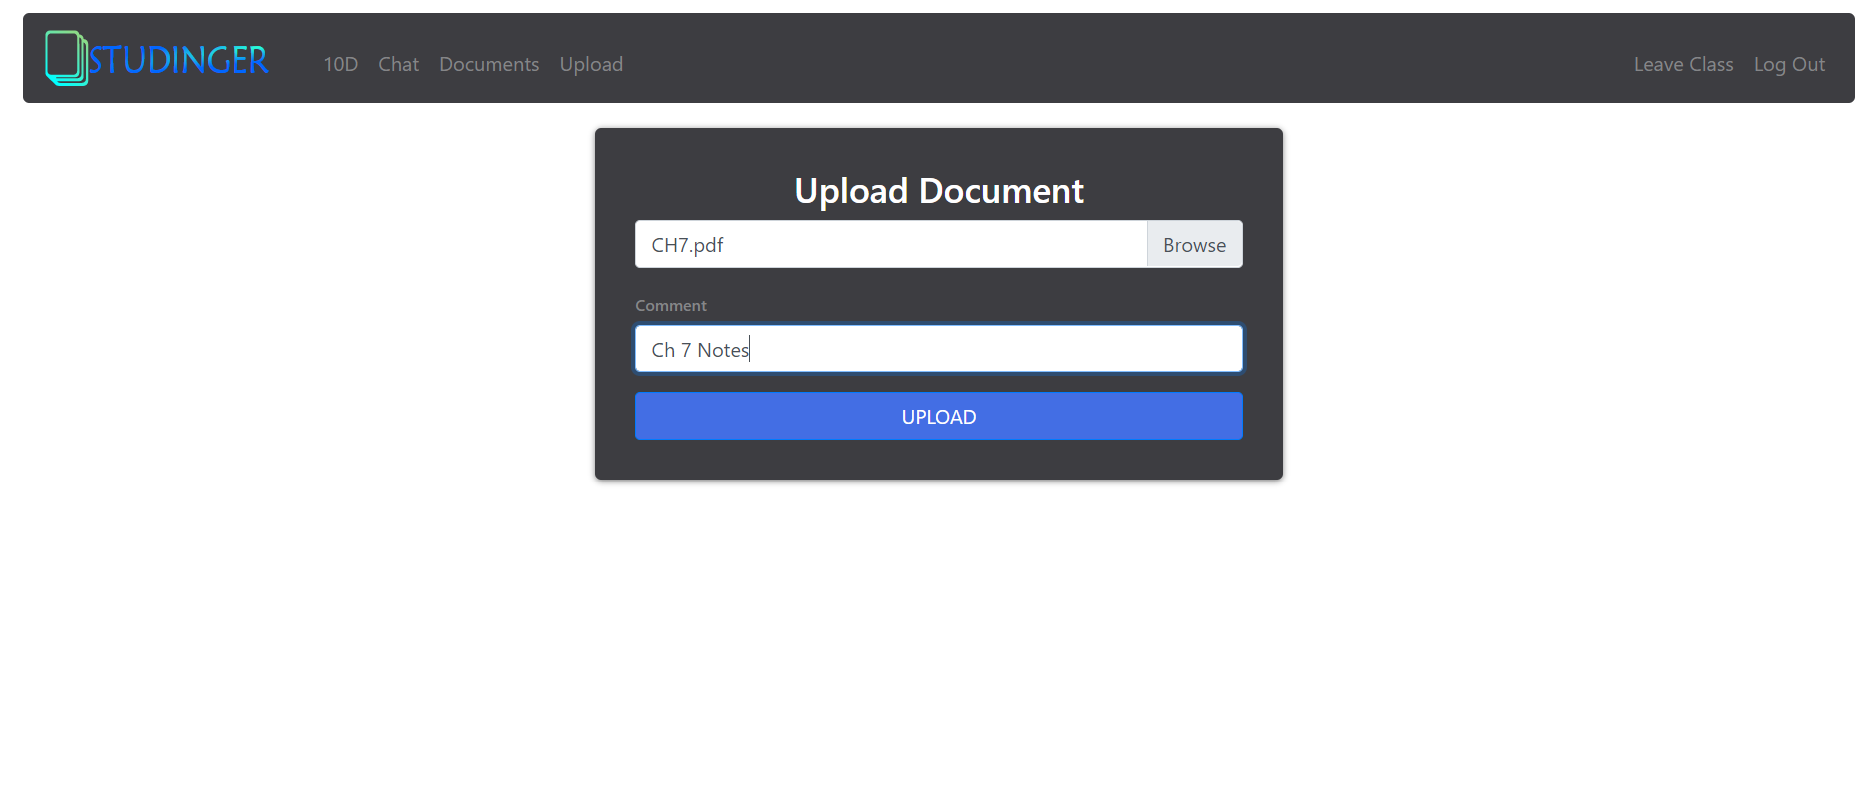 STUDINGER 10D Chat Documents Upload Leave Class Log Out
Upload Document
CH7.pdf Browse
Comment
Ch 7 Notes
UPLOAD